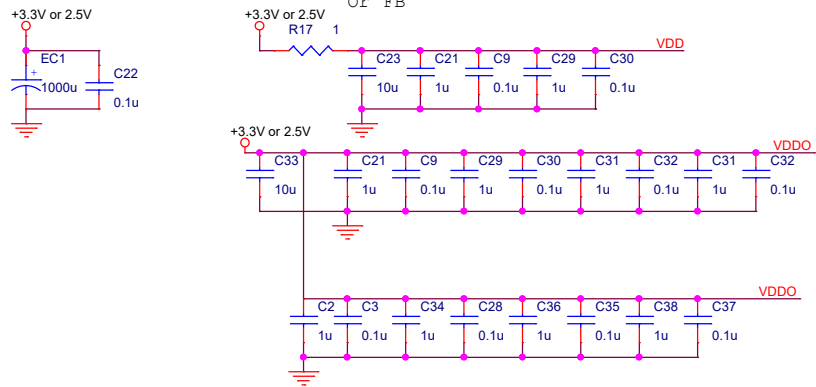 or FB
+3.3V or 2.5V
+3.3V or 2.5V
R17 1
VDD
EC1
+
1000u
C22
0.1u
C23
10u
C21
1u
C9
0.1u
C29
1u
C30
0.1u
+3.3V or 2.5V
VDDO
C33
10u
C21
1u
C9
0.1u
C29
1u
C30
0.1u
C31
1u
C32
0.1u
C31
1u
C32
0.1u
VDDO
C2
1u
C3
0.1u
C34
1u
C28
0.1u
C36
1u
C35
0.1u
C38
1u
C37
0.1u